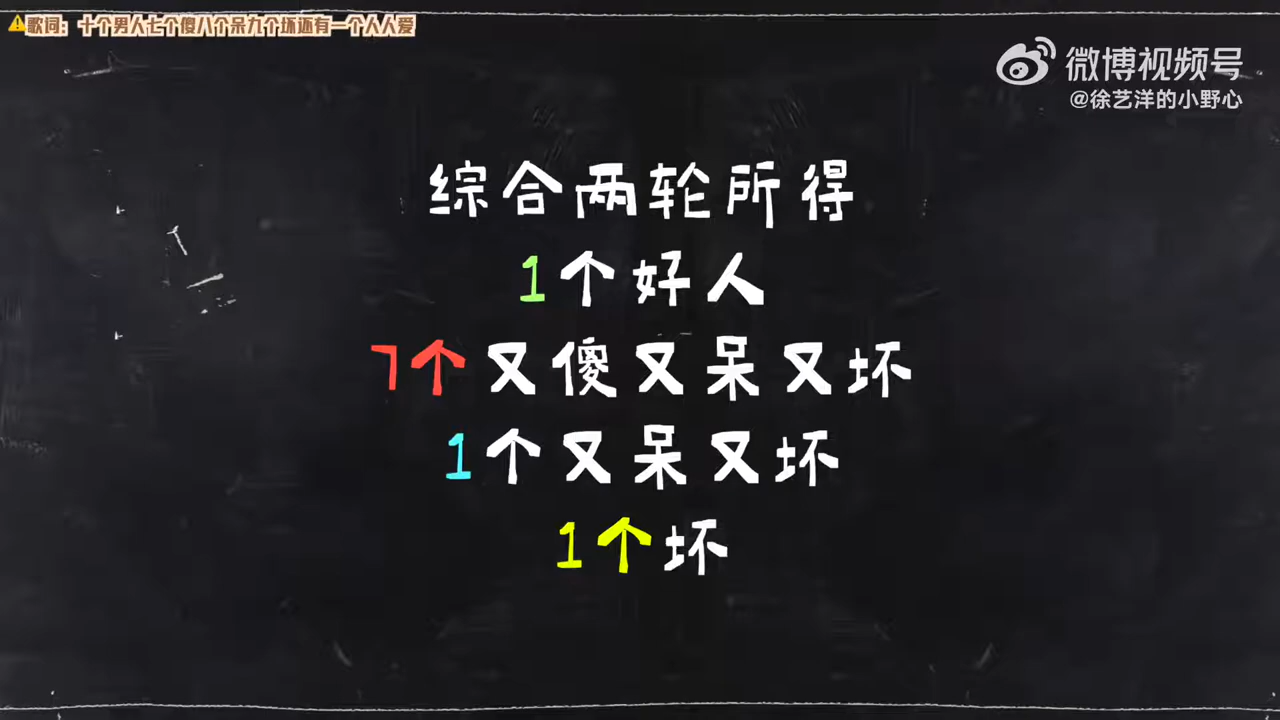 ⚠歌词：十个男人七个傻八个呆九个坏还有一个人人爱
微博视频号
@徐艺洋的小野心
综合两轮所得
1个好人
7个又傻又呆又坏
1个又呆又坏
1个坏